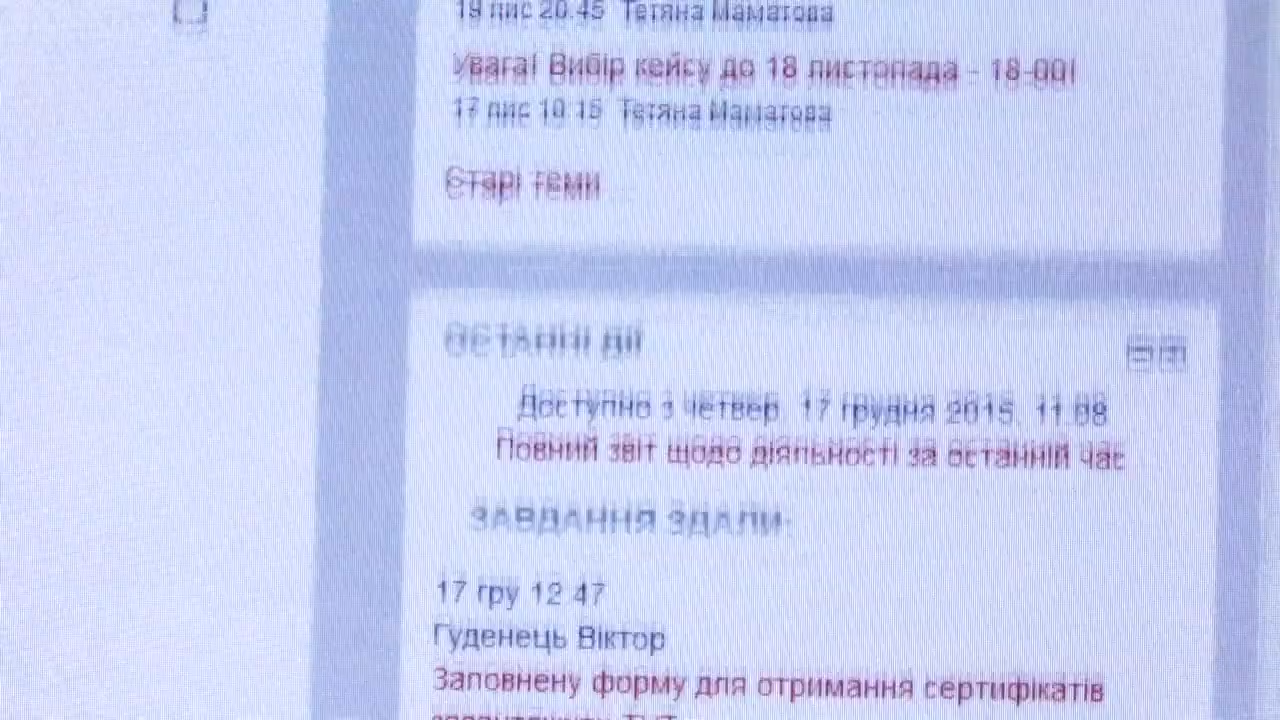 19 лис 20:45 Тетяна Маматова
Увага! Вибір кейсу до 18 листопада - 18-00!
17 лис 10:15 Тетяна Маматова
Старі теми
ОСТАННІ ДІЇ
Доступно з четвер, 17 грудня 2015, 11:08
Повний звіт щодо діяльності за останній час
ЗАВДАННЯ ЗДАЛИ:
17 гру 12:47
Гуденець Віктор
Заповнену форму для отримання сертифікатів